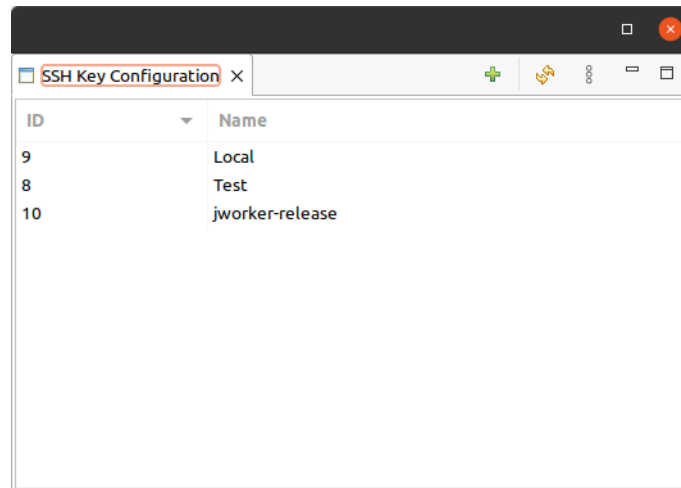 SSH Key Configuration
ID Name
9 Local
8 Test
10 jworker-release